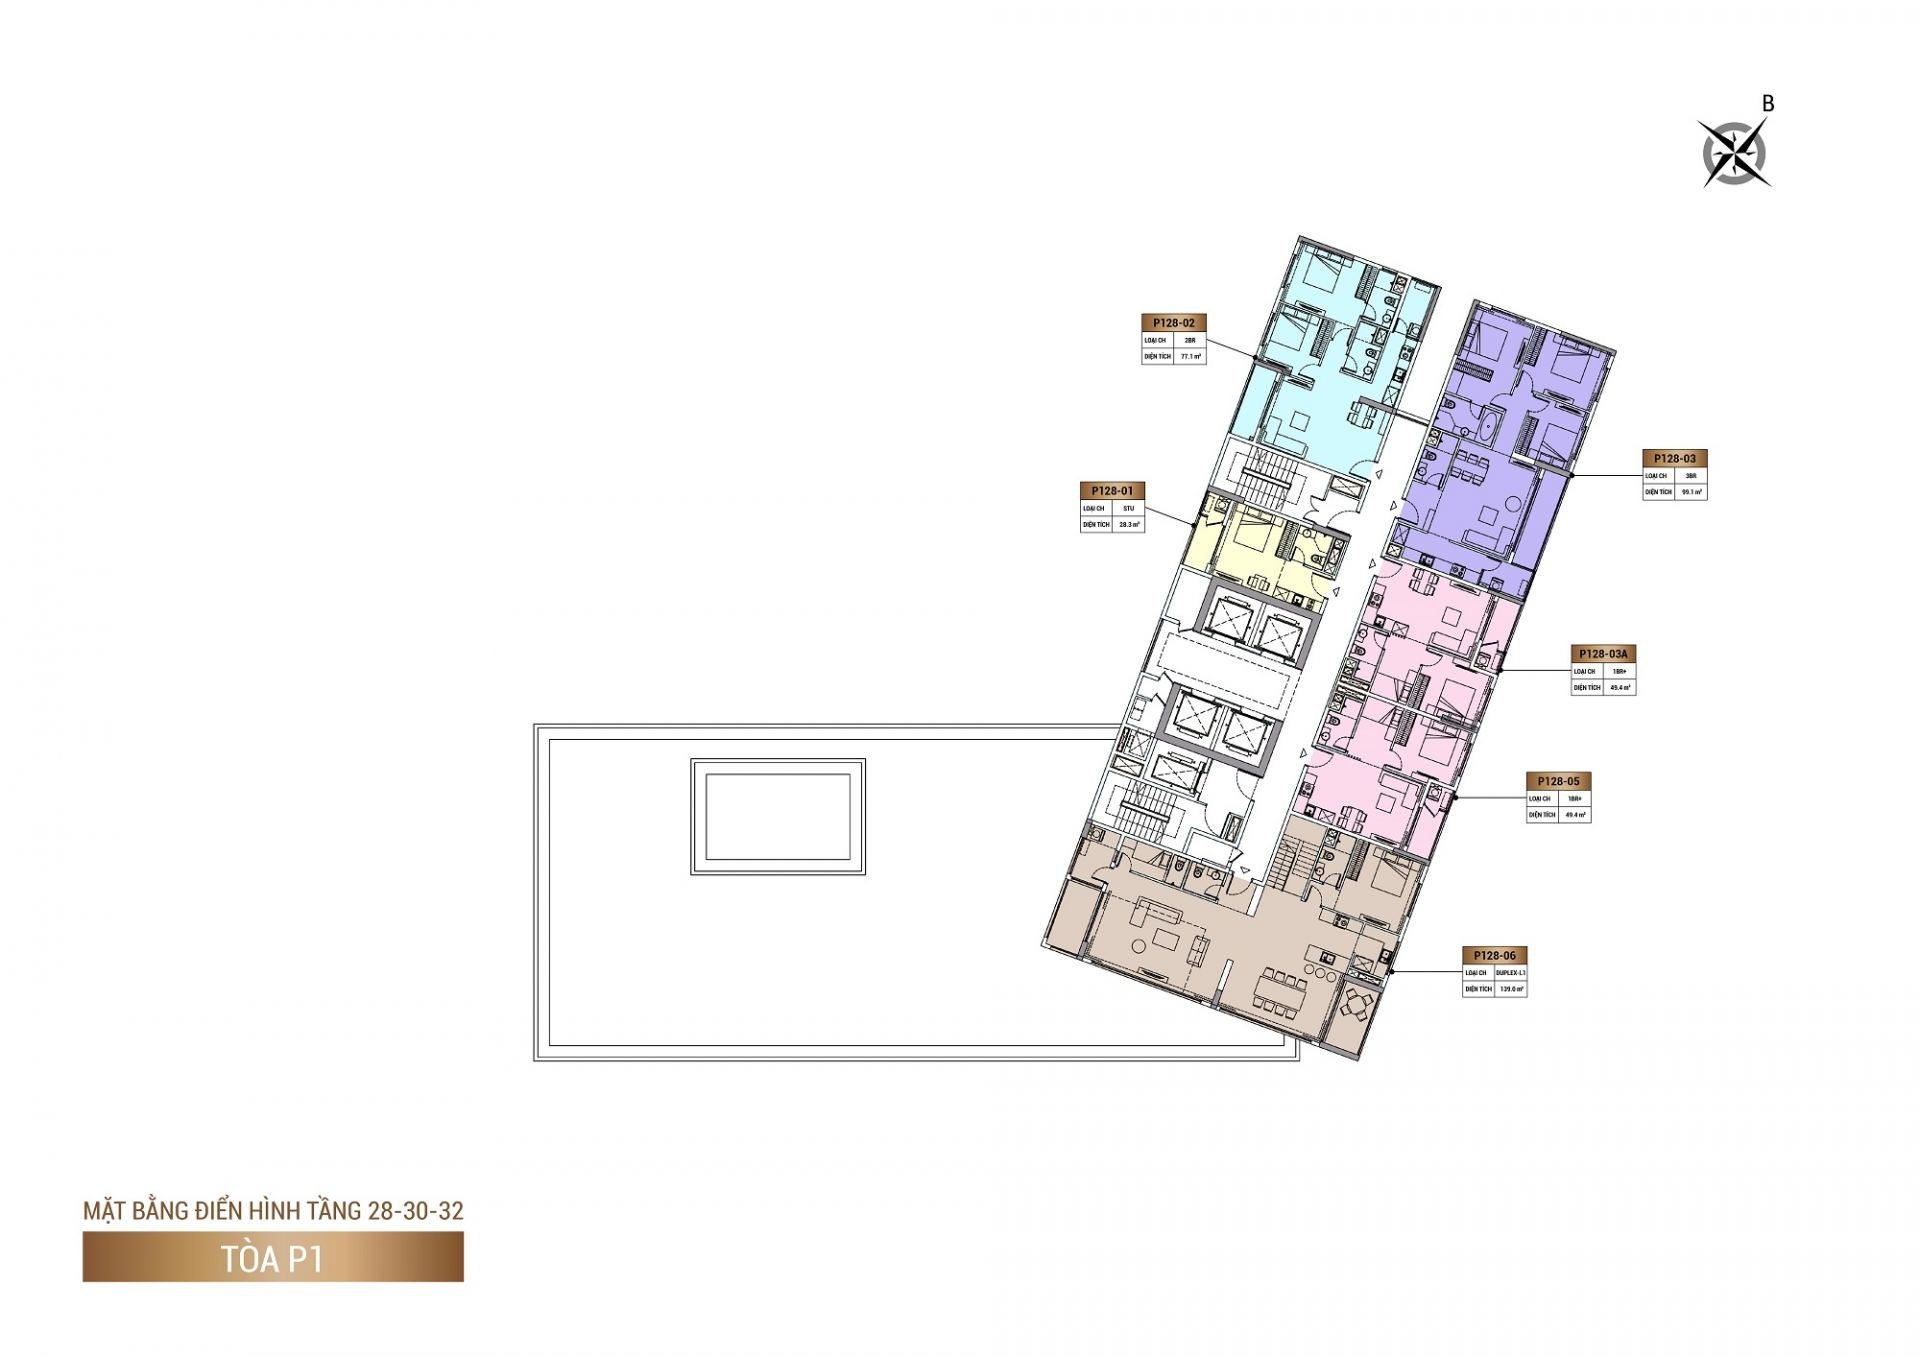 B
P128-02
LOẠI CH 2BR
DIỆN TÍCH 77.1 m²
P128-01
LOẠI CH STU
DIỆN TÍCH 28.3 m²
P128-03
LOẠI CH 3BR
DIỆN TÍCH 99.1 m²
P128-03A
LOẠI CH 1BR+
DIỆN TÍCH 49.4 m²
P128-05
LOẠI CH 1BR+
DIỆN TÍCH 49.4 m²
P128-06
LOẠI CH DUPLEX-L1
DIỆN TÍCH 139.0 m²
MẶT BẰNG ĐIỂN HÌNH TẦNG 28-30-32
TÒA P1